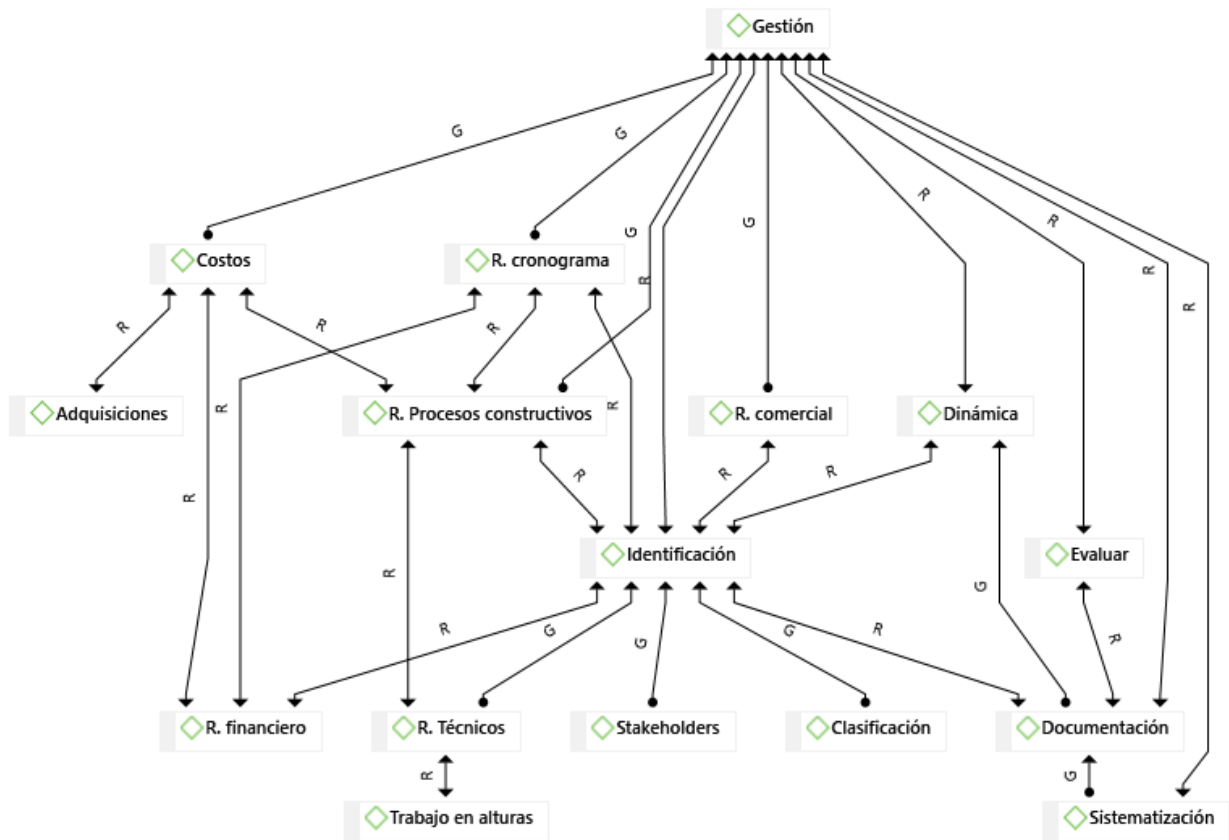 Gestión
G
G
R
R
G
G
R
R
R
Costos
R. cronograma
R
R
R
R
R
R
Adquisiciones
R. Procesos constructivos
R. comercial
Dinámica
R
R
R
R
Identificación
Evaluar
R
G
R
G
G
G
R
R
R. financiero
R. Técnicos
Stakeholders
Clasificación
Documentación
R
G
Trabajo en alturas
Sistematización